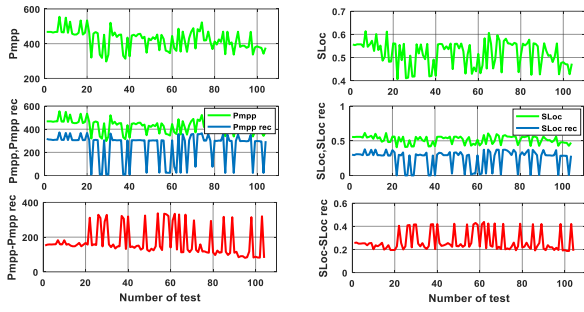 600
400
200
Pmpp
0 20 40 60 80 100
0.7
0.6
0.5
0.4
SLoc
0 20 40 60 80 100
600
400
200
0
Pmpp,Pmpp rec
Pmpp
Pmpp rec
0 20 40 60 80 100
1
0.5
0
SLoc,SLoc rec
SLoc
SLoc rec
0 20 40 60 80 100
400
200
0
Pmpp-Pmpp rec
0 20 40 60 80 100
Number of test
0.6
0.4
0.2
0
SLoc-SLoc rec
0 20 40 60 80 100
Number of test